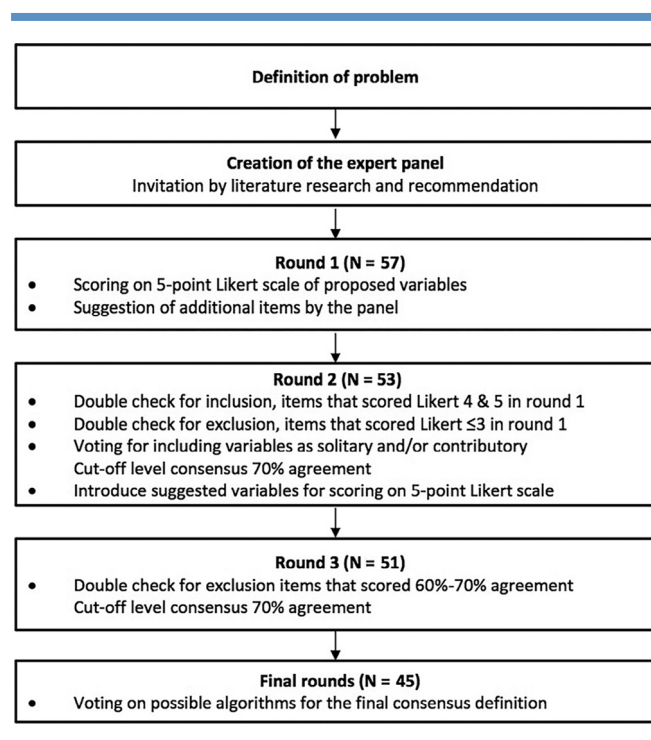 Definition of problem
Creation of the expert panel
Invitation by literature research and recommendation
Round 1 (N = 57)
• Scoring on 5-point Likert scale of proposed variables
• Suggestion of additional items by the panel
Round 2 (N = 53)
• Double check for inclusion, items that scored Likert 4 & 5 in round 1
• Double check for exclusion, items that scored Likert ≤3 in round 1
• Voting for including variables as solitary and/or contributory
Cut-off level consensus 70% agreement
• Introduce suggested variables for scoring on 5-point Likert scale
Round 3 (N = 51)
• Double check for exclusion items that scored 60%-70% agreement
Cut-off level consensus 70% agreement
Final rounds (N = 45)
• Voting on possible algorithms for the final consensus definition